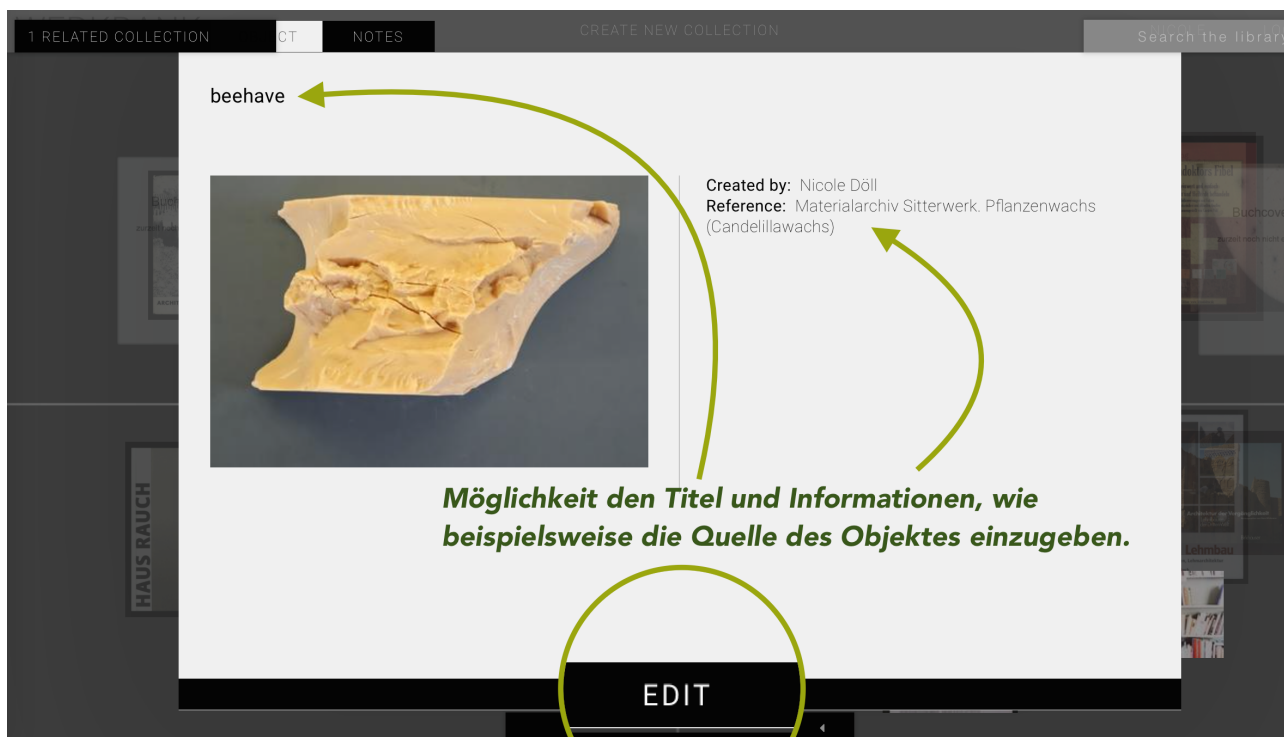 1 RELATED COLLECTION
CT
NOTES
CREATE NEW COLLECTION
Search the library
beehave
Created by: Nicole Döll
Reference: Materialarchiv Sitterwerk. Pflanzenwachs
(Candelillawachs)
Buchcove
HAUS RAUCH
Lehmbau
Möglichkeit den Titel und Informationen, wie
beispielsweise die Quelle des Objektes einzugeben.
EDIT